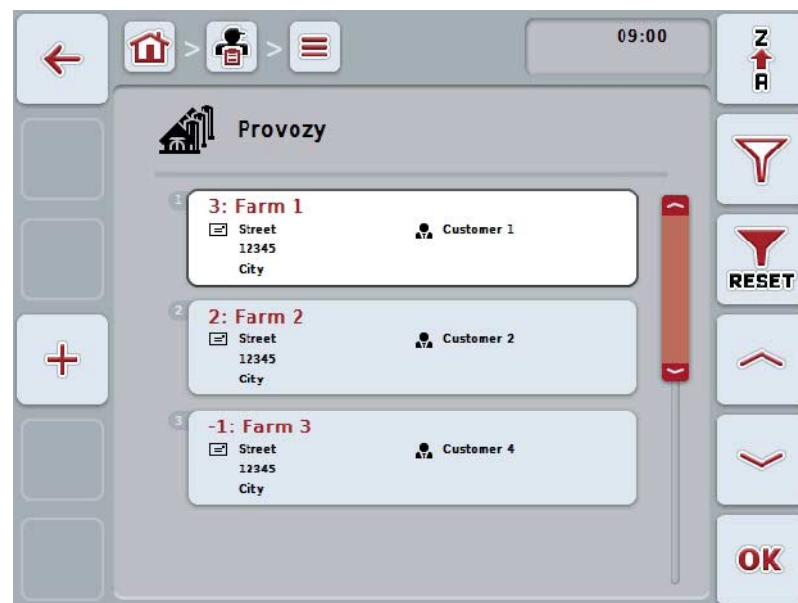 09:00
Z
A
Provozy
1
3: Farm 1
Street
Customer 1
12345
City
RESET
2
2: Farm 2
Street
Customer 2
12345
City
3
-1: Farm 3
Street
Customer 4
12345
City
OK